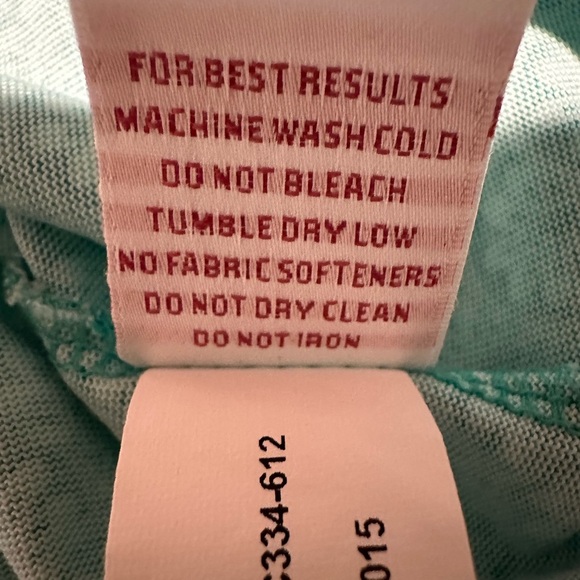 FOR BEST RESULTS
MACHINE WASH COLD
DO NOT BLEACH
TUMBLE DRY LOW
NO FABRIC SOFTENERS
DO NOT DRY CLEAN
DO NOT IRON
334-612
015